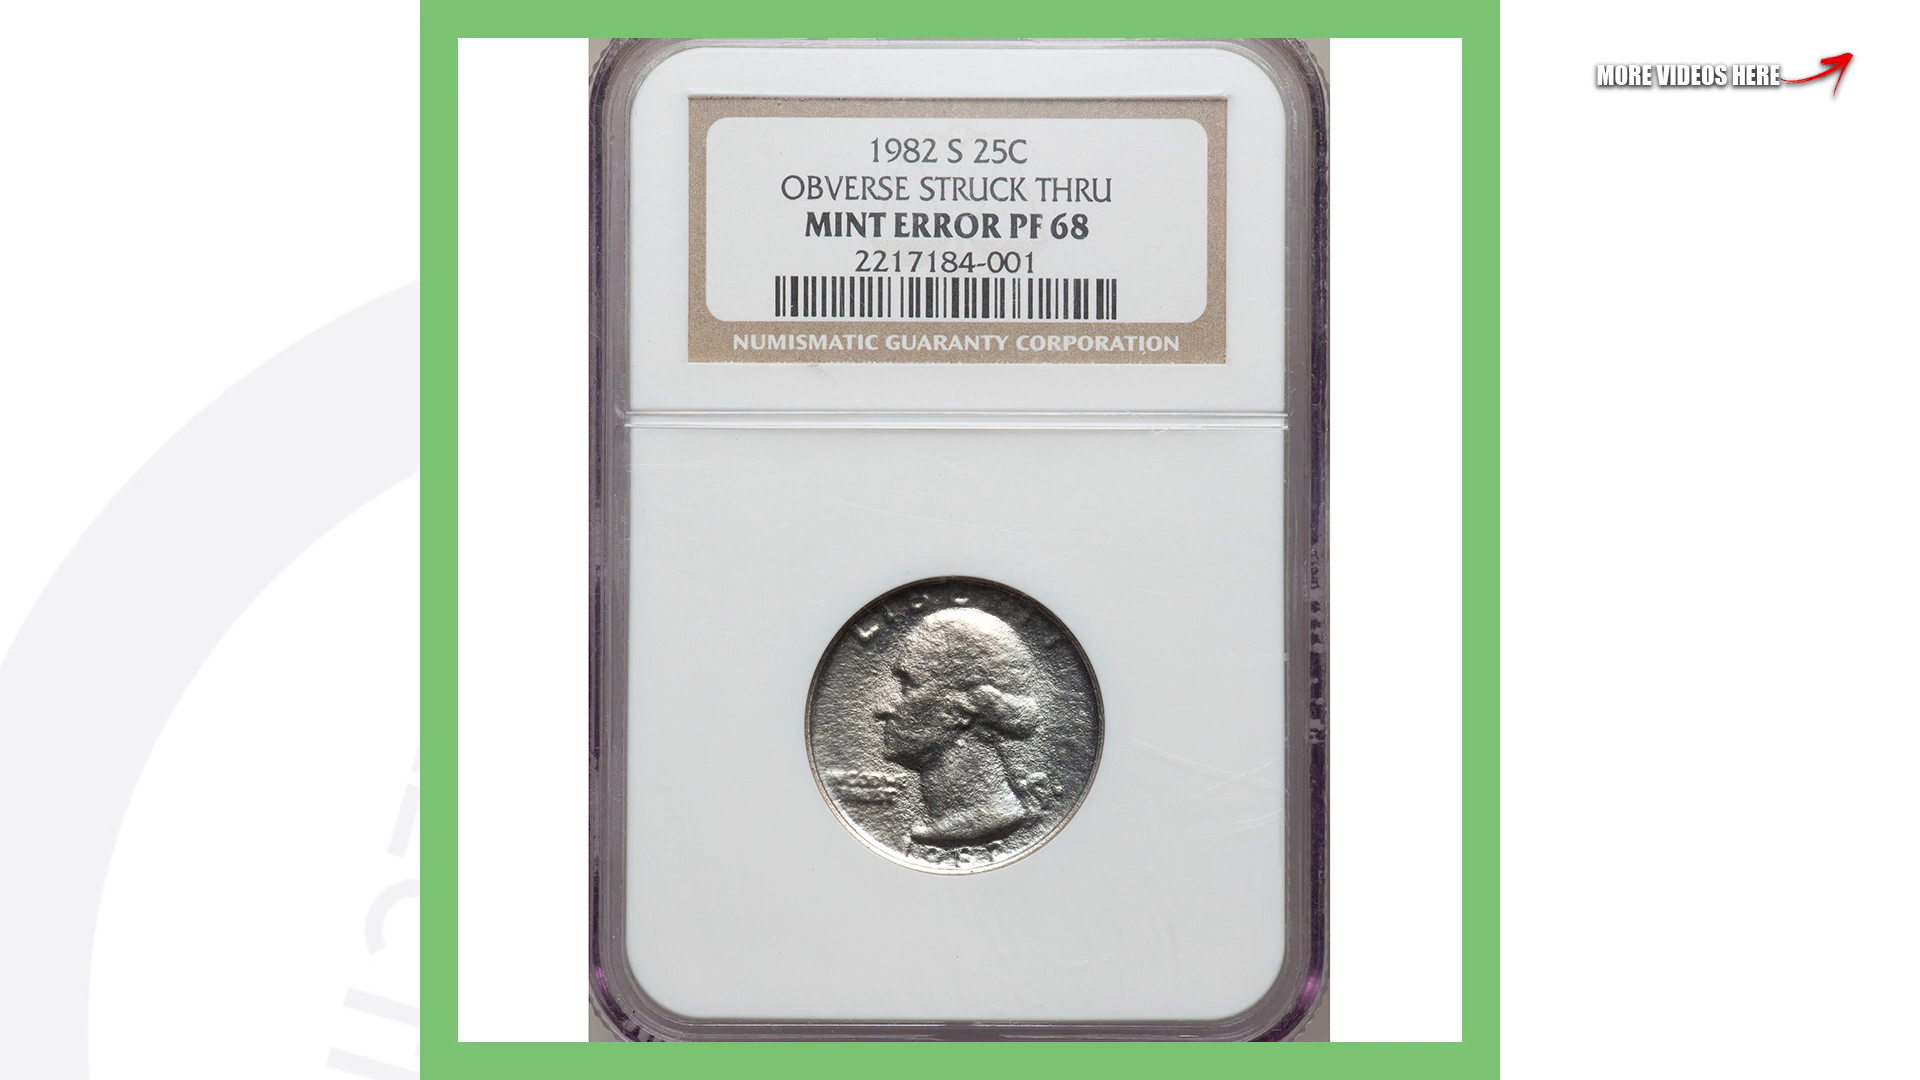 MORE VIDEOS HERE
1982 S 25C
OBVERSE STRUCK THRU
MINT ERROR PF 68
2217184-001
NUMISMATIC GUARANTY CORPORATION